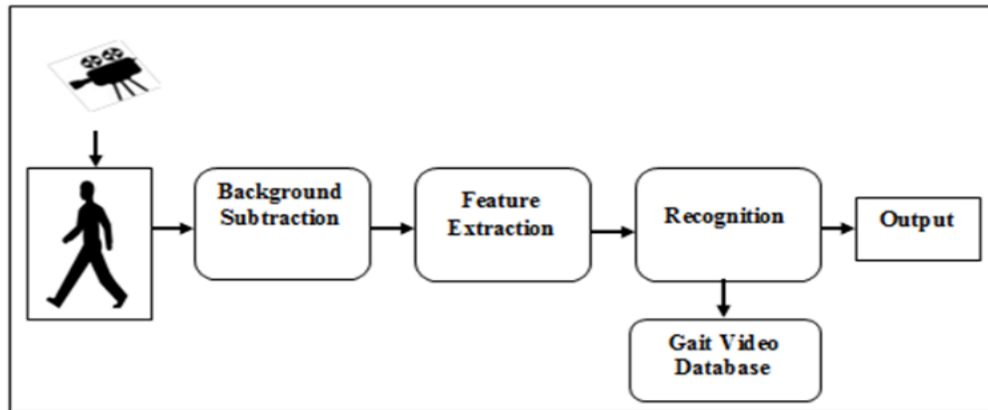 Background
Subtraction
Feature
Extraction
Recognition
Output
Gait Video
Database